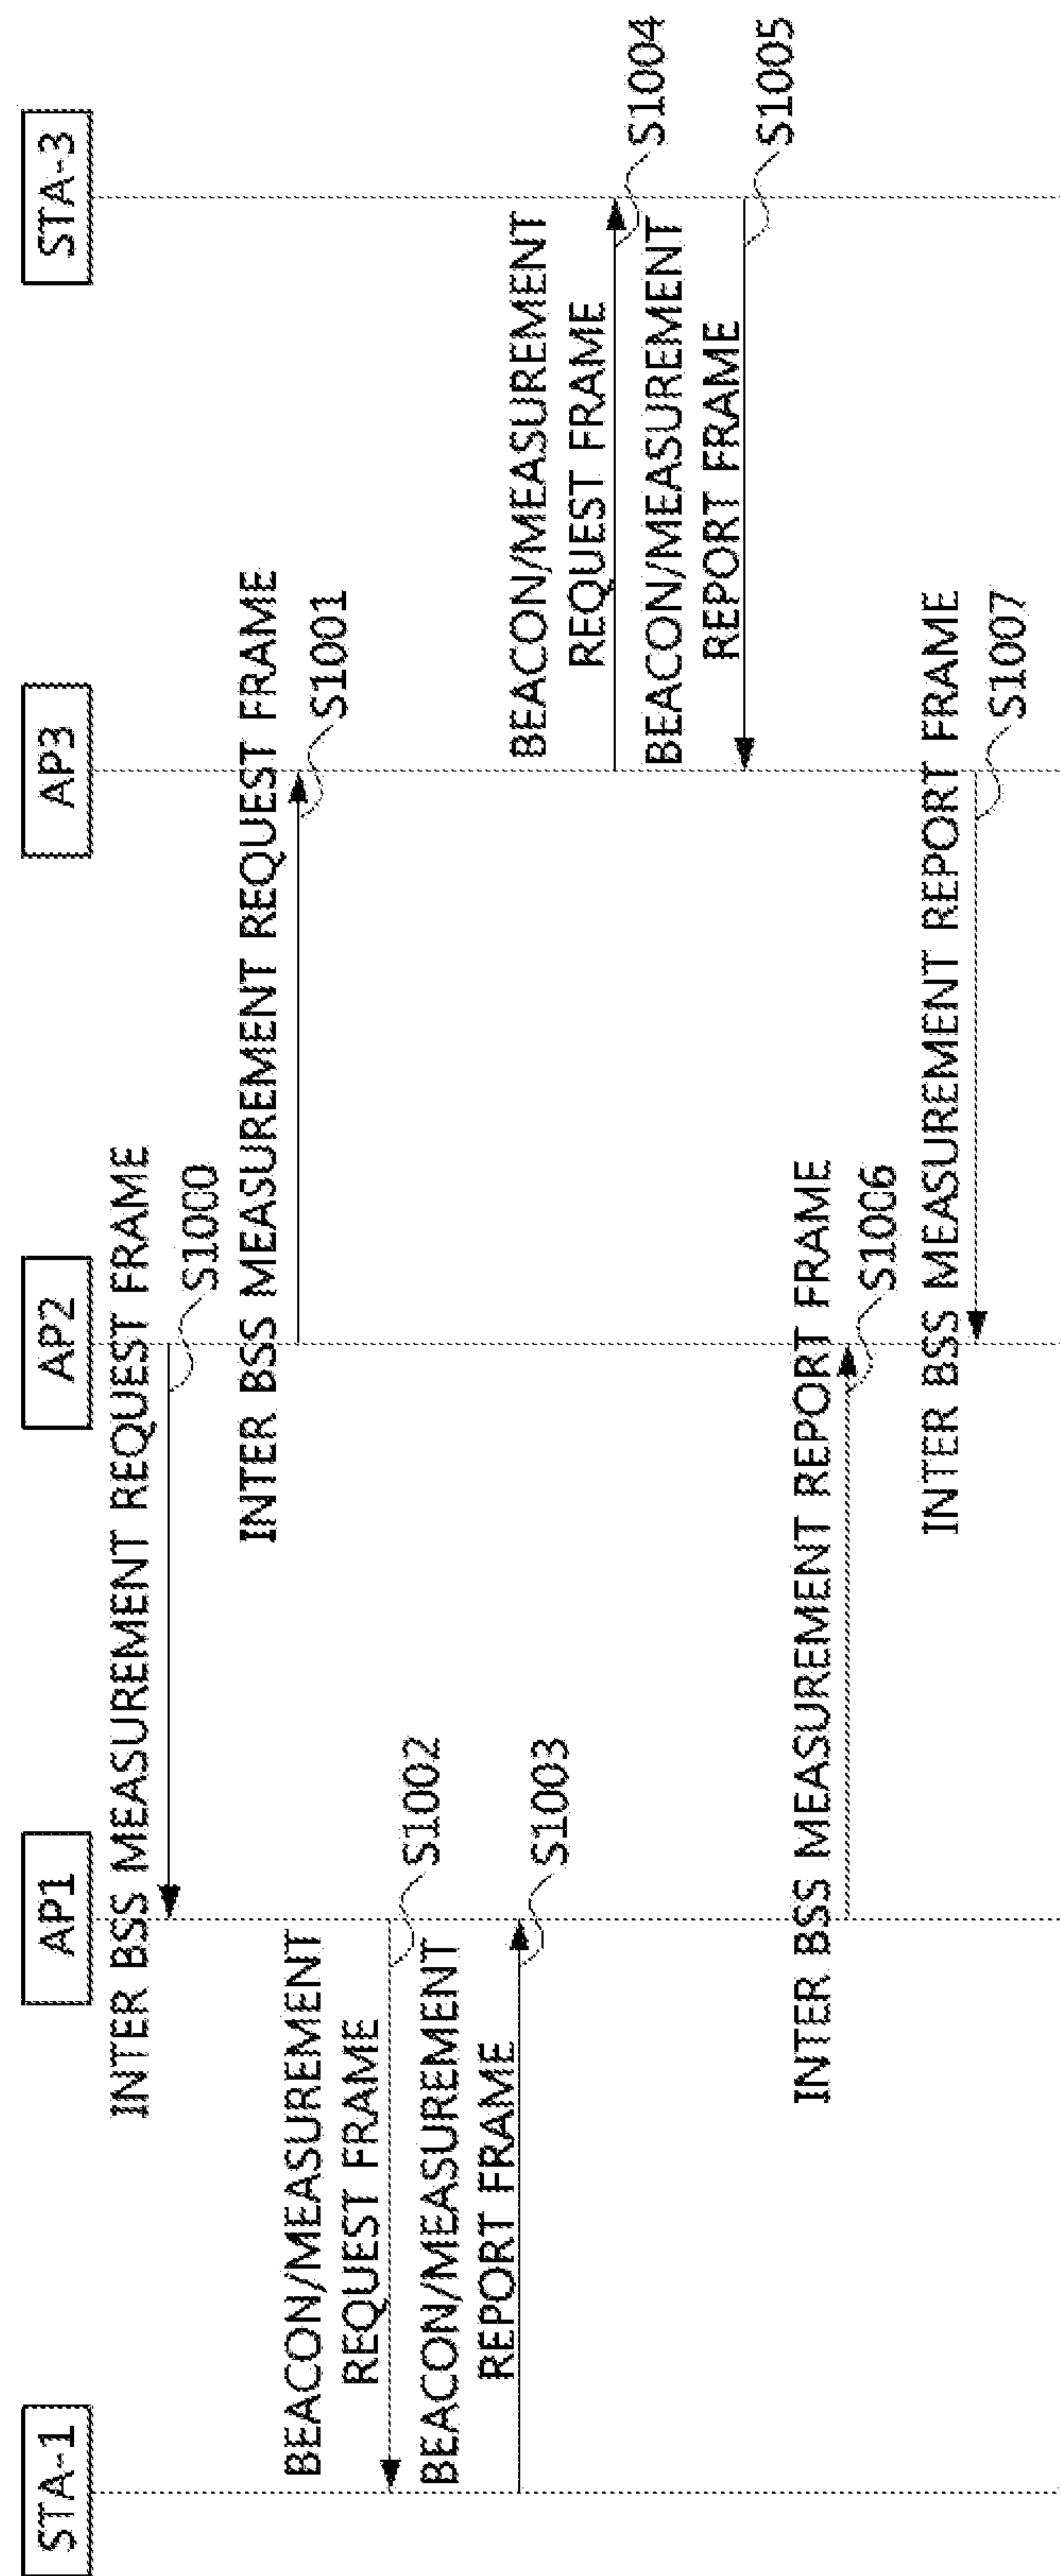 STA-1
AP1
AP2
AP3
STA-3
INTER BSS MEASUREMENT REQUEST FRAME
S1000
INTER BSS MEASUREMENT REQUEST FRAME
S1001
BEACON/MEASUREMENT
REQUEST FRAME
S1002
BEACON/MEASUREMENT
REPORT FRAME
S1003
BEACON/MEASUREMENT
REQUEST FRAME
S1004
BEACON/MEASUREMENT
REPORT FRAME
S1005
INTER BSS MEASUREMENT REPORT FRAME
S1006
INTER BSS MEASUREMENT REPORT FRAME
S1007